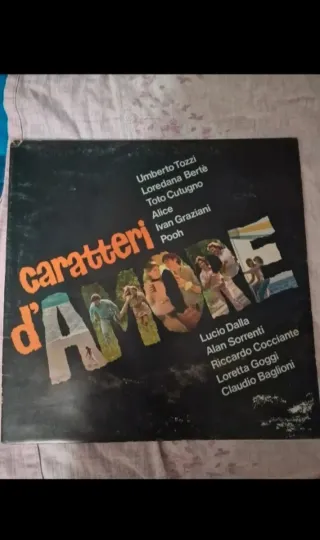 Umberto Tozzi
Loredana Bertè
Toto Cutugno
Alice
Ivan Graziani
Pooh
caratteri
d'AMORE
Lucio Dalla
Alan Sorrenti
Riccardo Cocciante
Loretta Goggi
Claudio Baglioni